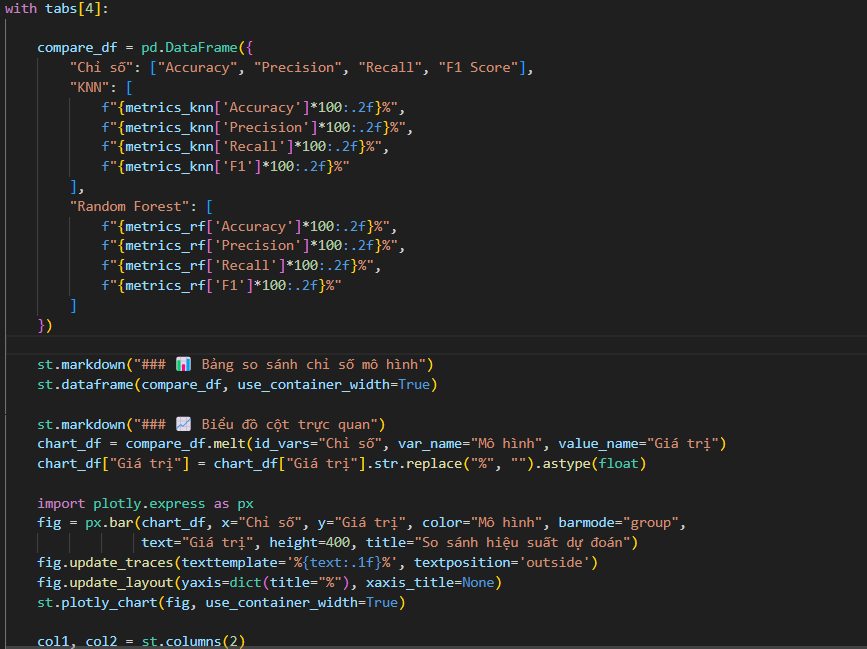 with tabs[4]:
compare_df = pd.DataFrame({
"Chỉ số": ["Accuracy", "Precision", "Recall", "F1 Score"],
"KNN": [
f"{metrics_knn['Accuracy']*100:.2f}%",
f"{metrics_knn['Precision']*100:.2f}%",
f"{metrics_knn['Recall']*100:.2f}%",
f"{metrics_knn['F1']*100:.2f}%"
],
"Random Forest": [
f"{metrics_rf['Accuracy']*100:.2f}%",
f"{metrics_rf['Precision']*100:.2f}%",
f"{metrics_rf['Recall']*100:.2f}%",
f"{metrics_rf['F1']*100:.2f}%"
]
})
st.markdown("### 📊 Bảng so sánh chỉ số mô hình")
st.dataframe(compare_df, use_container_width=True)
st.markdown("### 📈 Biểu đồ cột trực quan")
chart_df = compare_df.melt(id_vars="Chỉ số", var_name="Mô hình", value_name="Giá trị")
chart_df["Giá trị"] = chart_df["Giá trị"].str.replace("%", "").astype(float)
import plotly.express as px
fig = px.bar(chart_df, x="Chỉ số", y="Giá trị", color="Mô hình", barmode="group",
text="Giá trị", height=400, title="So sánh hiệu suất dự đoán")
fig.update_traces(texttemplate='%{text:.1f}%', textposition='outside')
fig.update_layout(yaxis=dict(title="%"), xaxis_title=None)
st.plotly_chart(fig, use_container_width=True)
col1, col2 = st.columns(2)